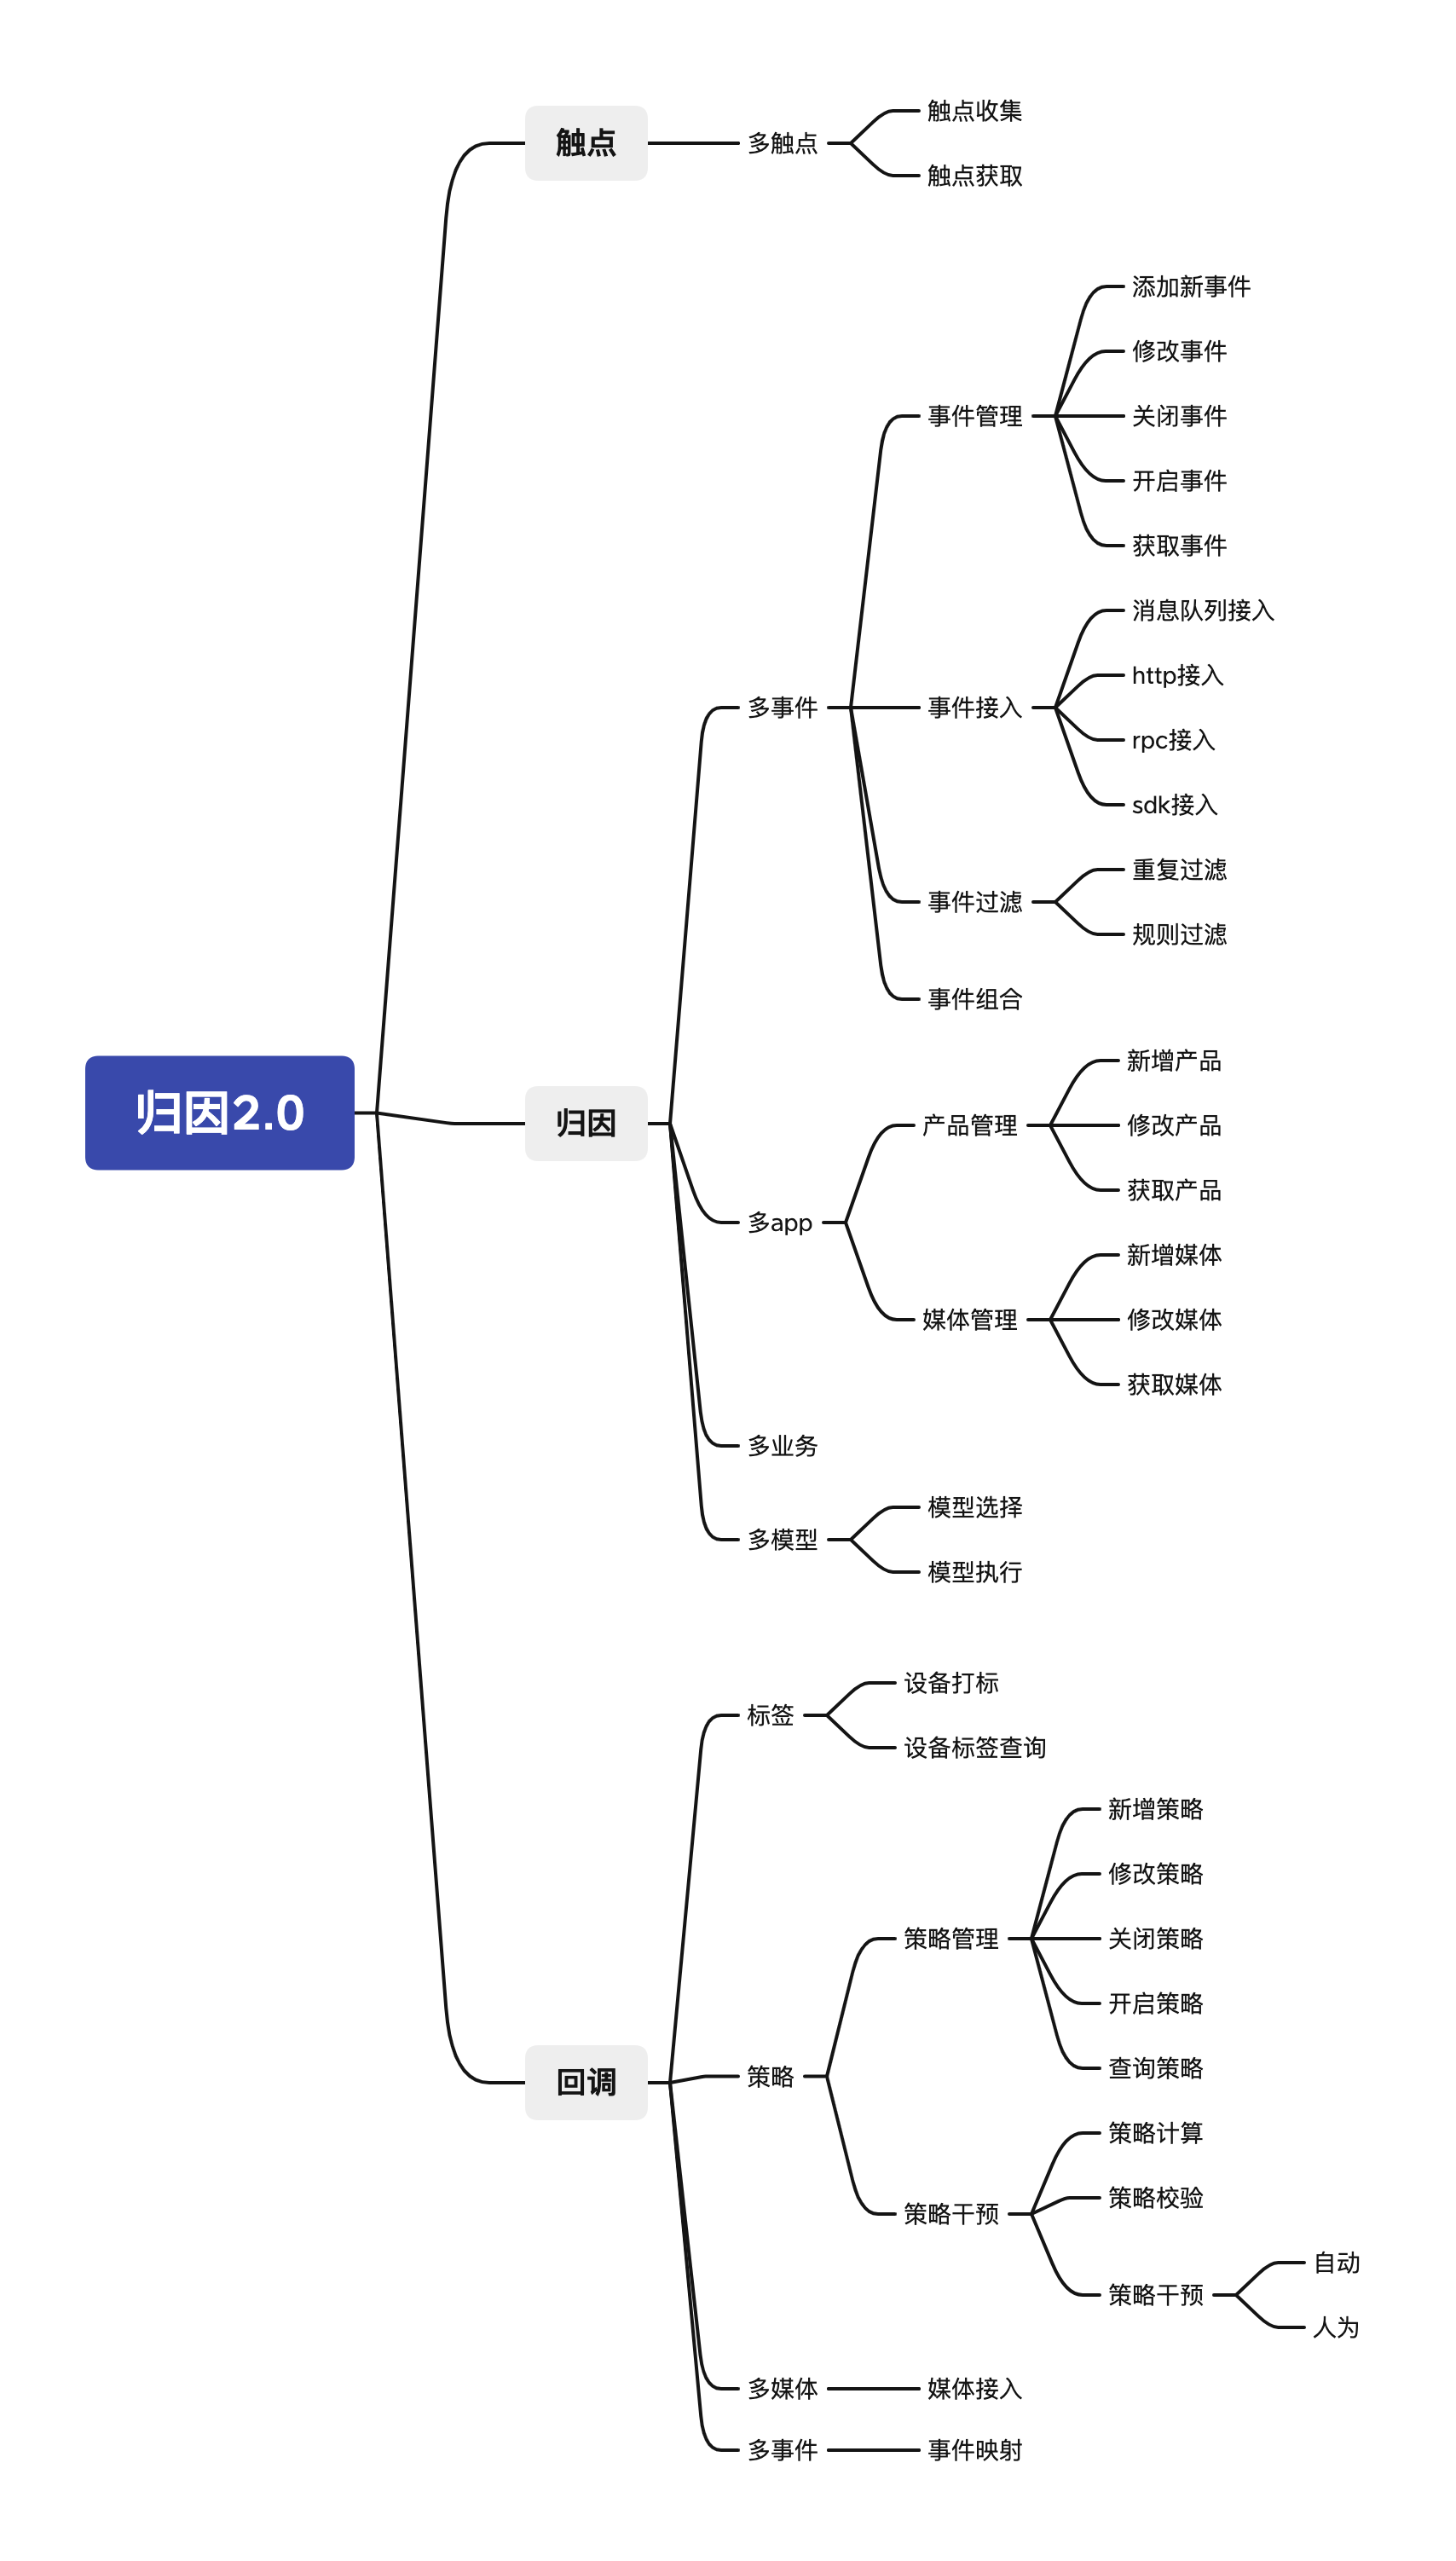 归因2.0
触点
多触点
触点收集
触点获取
归因
多事件
事件管理
添加新事件
修改事件
关闭事件
开启事件
获取事件
事件接入
消息队列接入
http接入
rpc接入
sdk接入
事件过滤
重复过滤
规则过滤
事件组合
多app
产品管理
新增产品
修改产品
获取产品
媒体管理
新增媒体
修改媒体
获取媒体
多业务
多模型
模型选择
模型执行
回调
标签
设备打标
设备标签查询
策略
策略管理
新增策略
修改策略
关闭策略
开启策略
查询策略
策略干预
策略计算
策略校验
策略干预
自动
人为
多媒体
媒体接入
多事件
事件映射